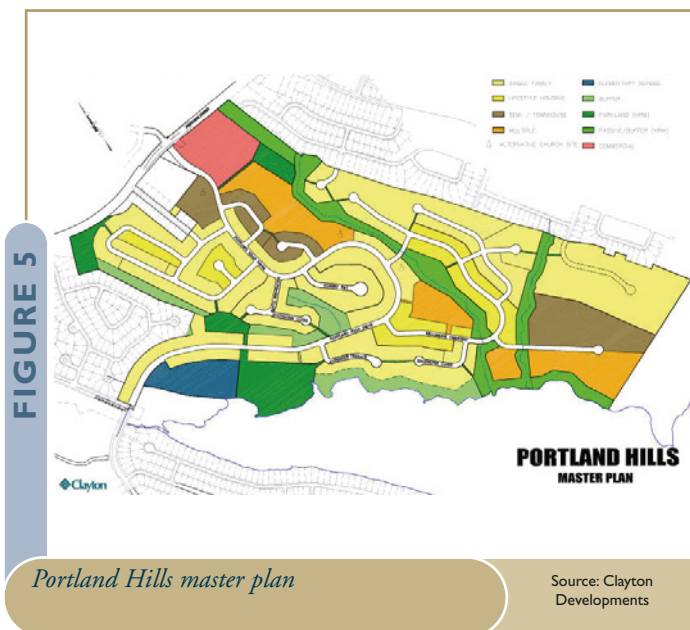 SINGLE FAMILY
LIFESTYLE HOUSING
SEMI / TOWNHOUSE
MULTIPLE
ALTERNATIVE CHURCH SITE
ELEMENTARY SCHOOL
BUFFER
PARKLAND (HRM)
PASSIVE/BUFFER (HRM)
COMMERCIAL
FIGURE 5
PORTLAND HILLS
MASTER PLAN
Clayton
Portland Hills master plan
Source: Clayton
Developments